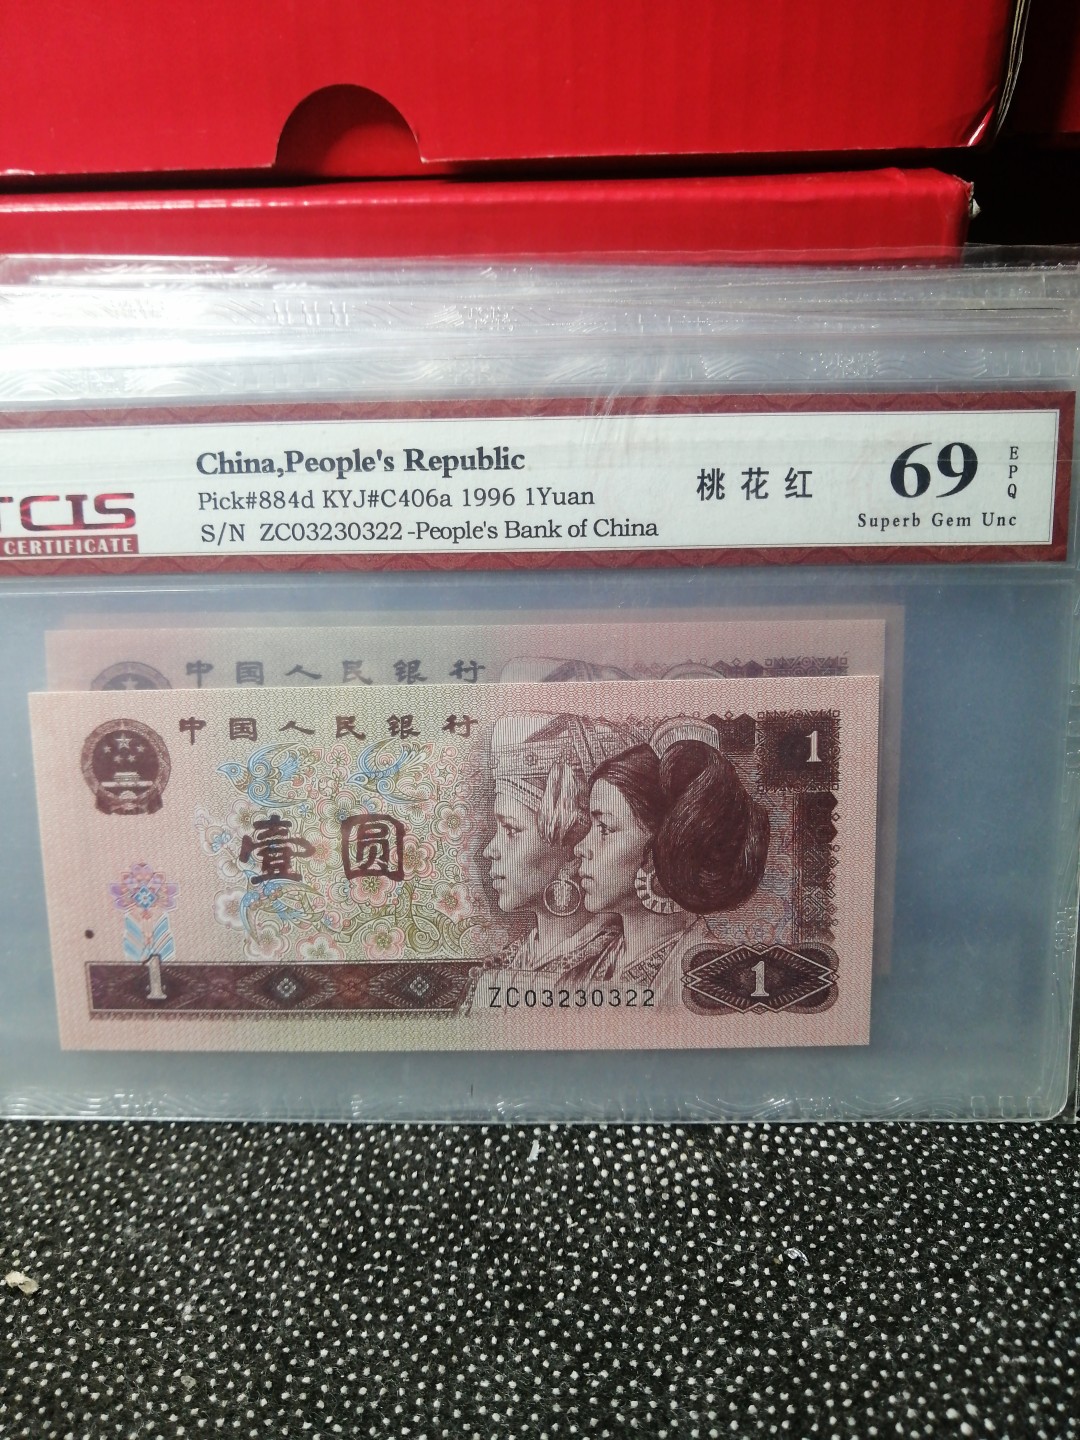 China,People's Republic
Pick#884d KYJ#C406a 1996 1Yuan
S/N ZC03230322-People's Bank of China
TCIS
CERTIFICATE
桃花红
69
EPQ
Superb Gem Unc
中国人民银行
中国人民银行
1
壹圆
1
ZC03230322
1